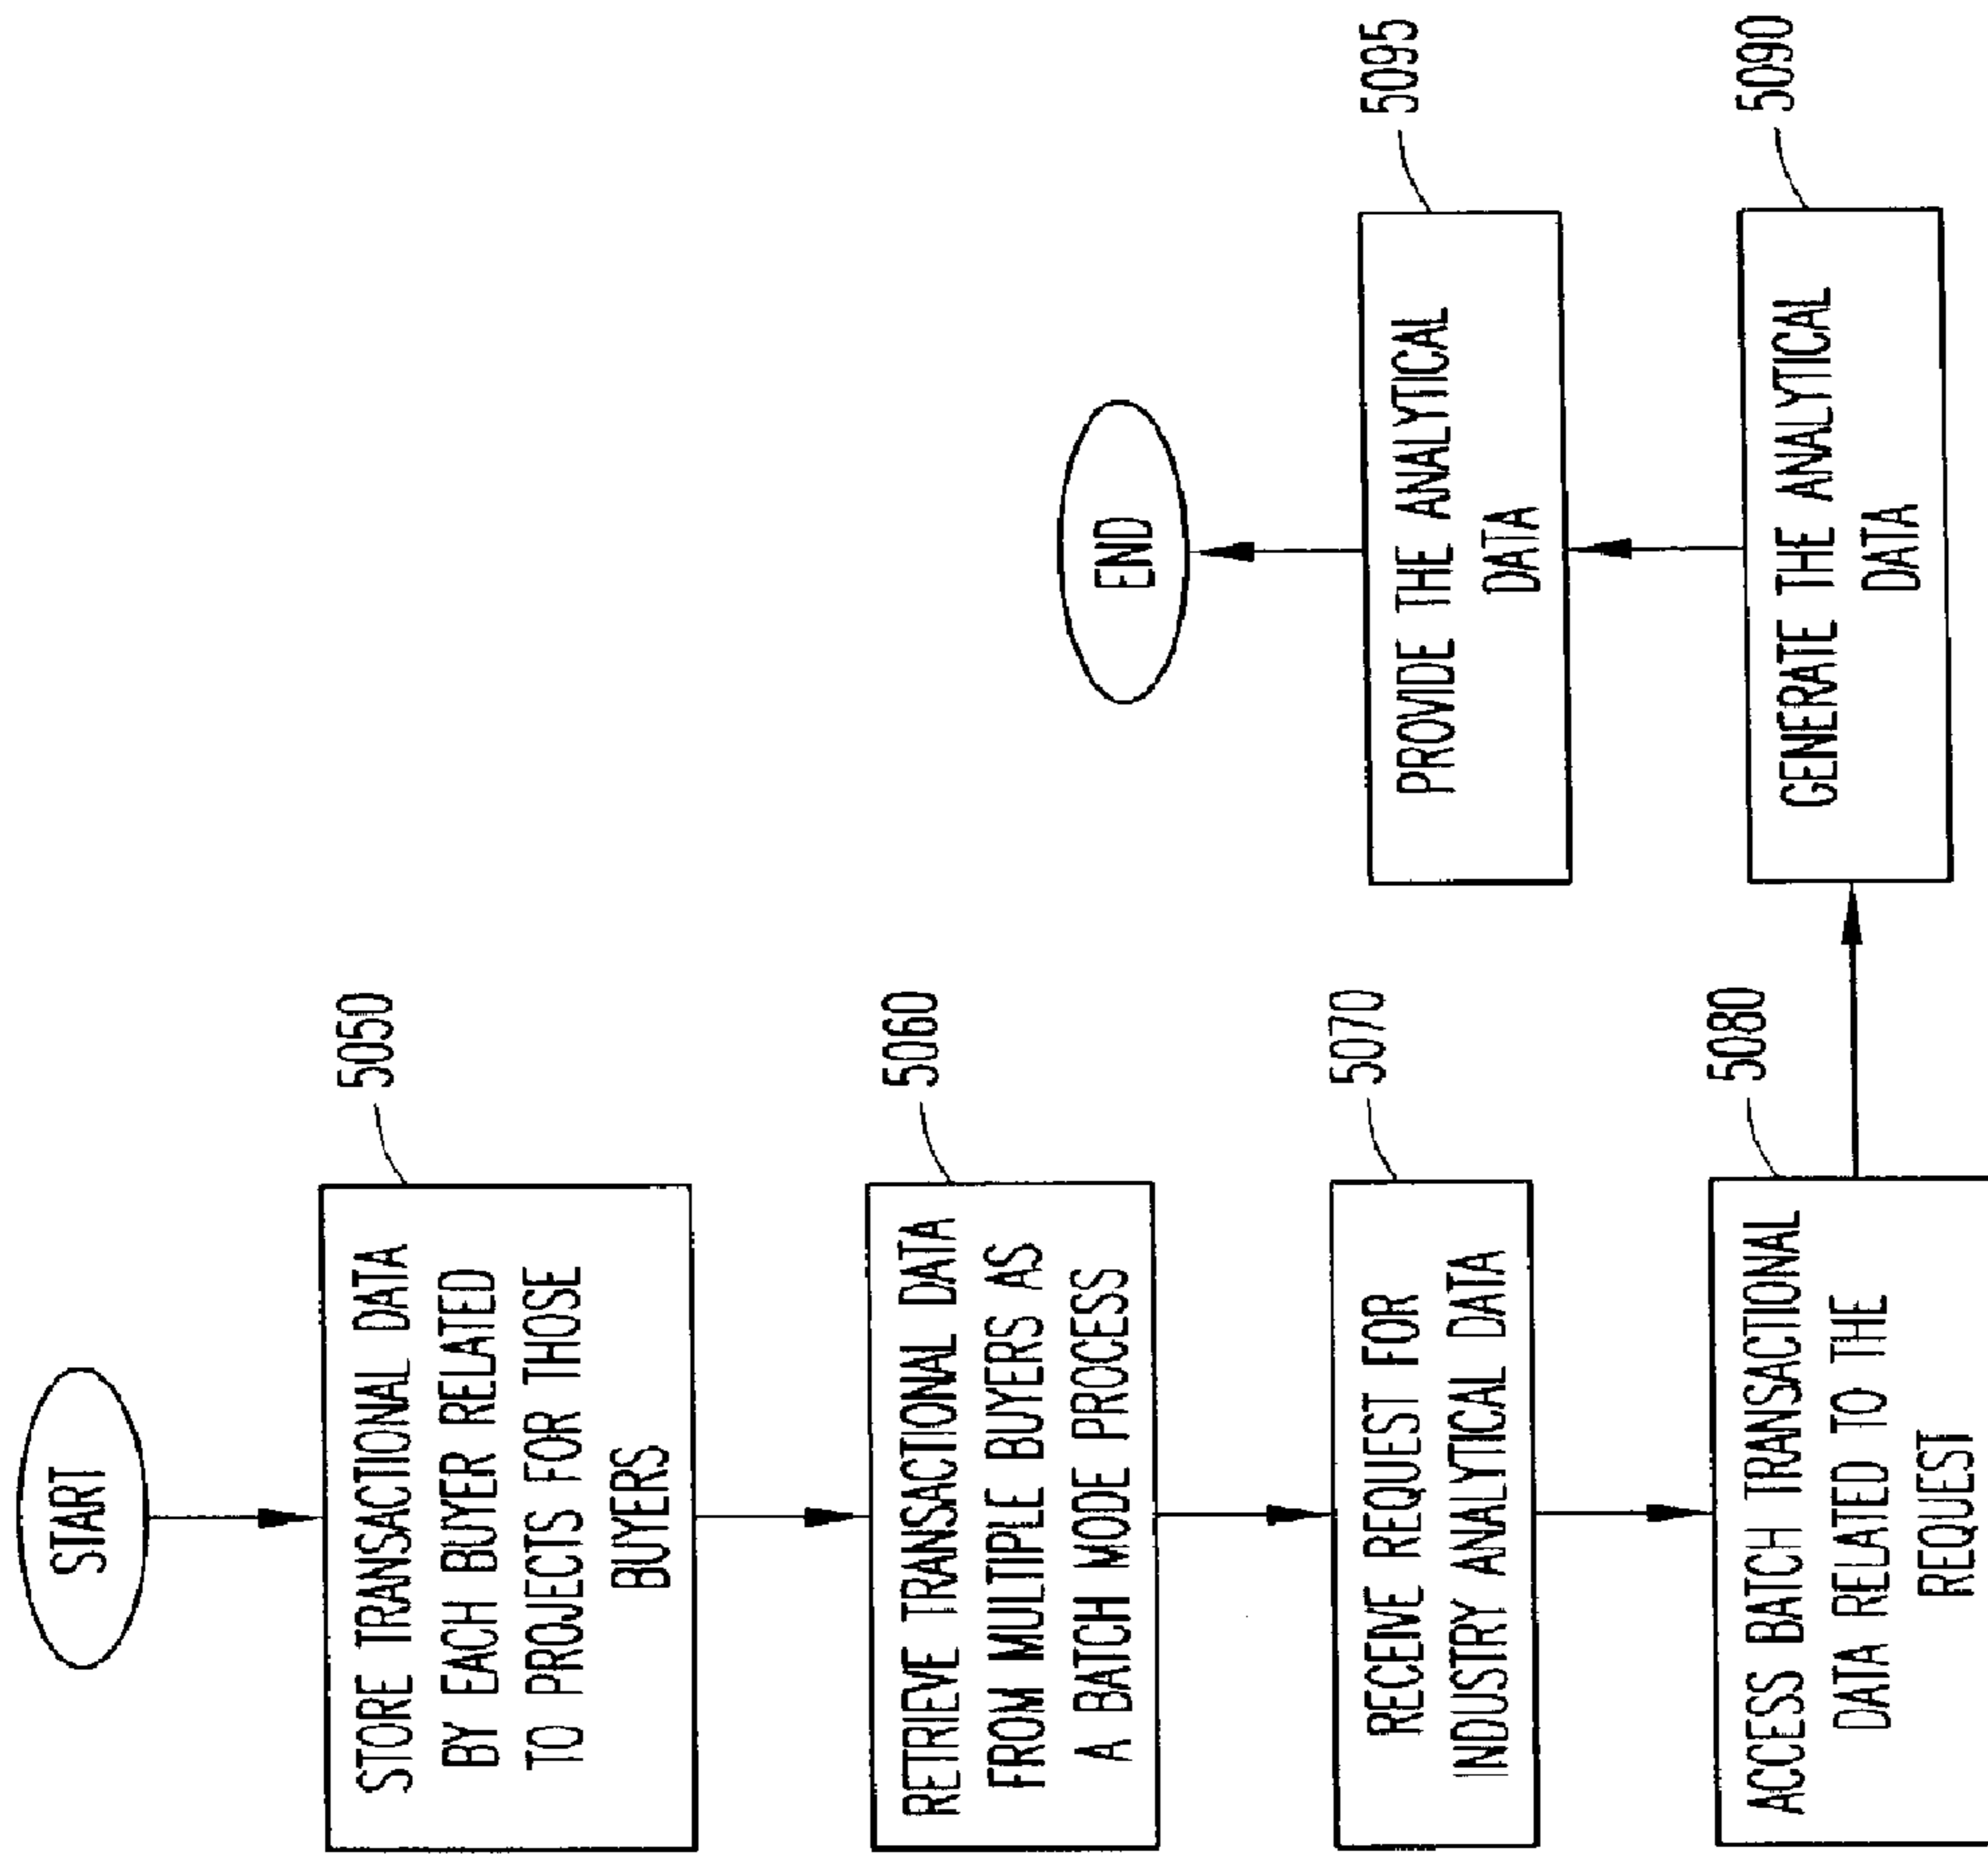 START
5050
STORE TRANSACTIONAL DATA
BY EACH BUYER RELATED
TO PROJECTS FOR THOSE
BUYERS
5060
RETRIEVE TRANSACTIONAL DATA
FROM MULTIPLE BUYERS AS
A BATCH MODE PROCESS
5070
RECEIVE REQUEST FOR
INDUSTRY ANALYTICAL DATA
5080
ACCESS BATCH TRANSACTIONAL
DATA RELATED TO THE
REQUEST
5090
GENERATE THE ANALYTICAL
DATA
5095
PROVIDE THE ANALYTICAL
DATA
END